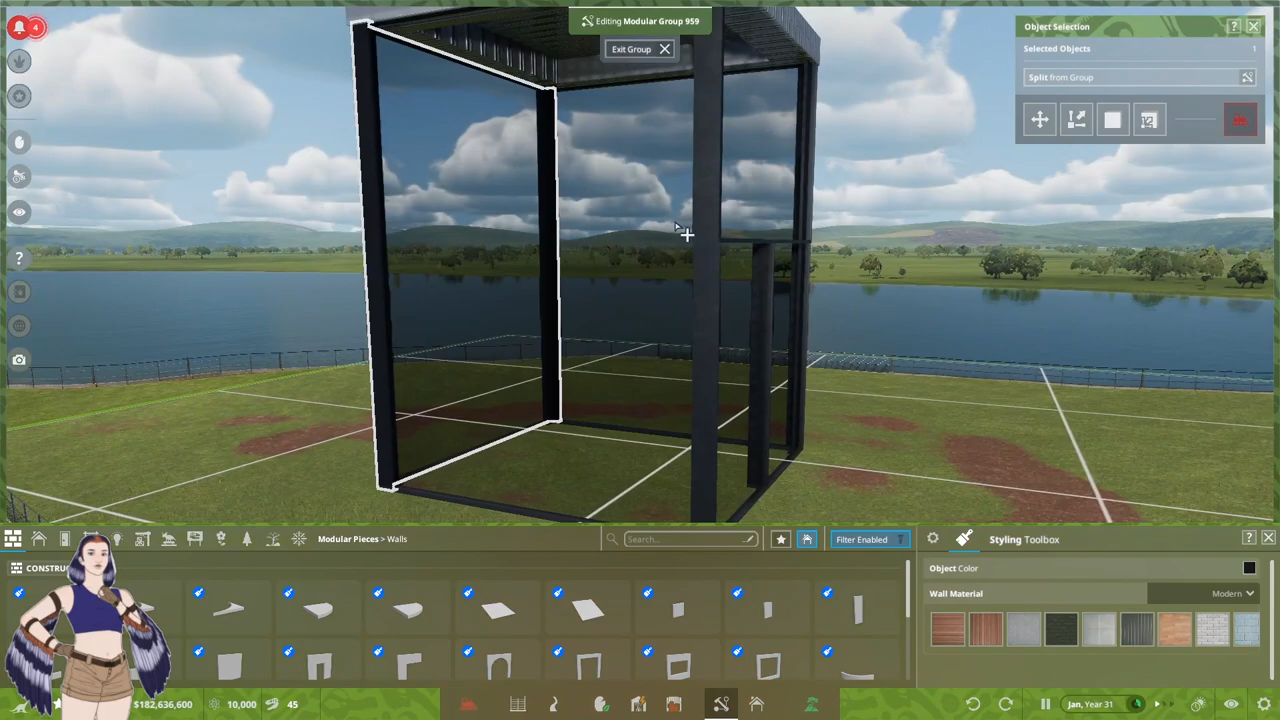 4
Editing Modular Group 959
Exit Group
Object Selection
?
Selected Objects 1
Split from Group
?
Modular Pieces > Walls
Search...
Filter Enabled
Styling Toolbox
?
CONSTRUC
Object Color
Wall Material
Modern
$182,636,600
10,000
45
Jan, Year 31